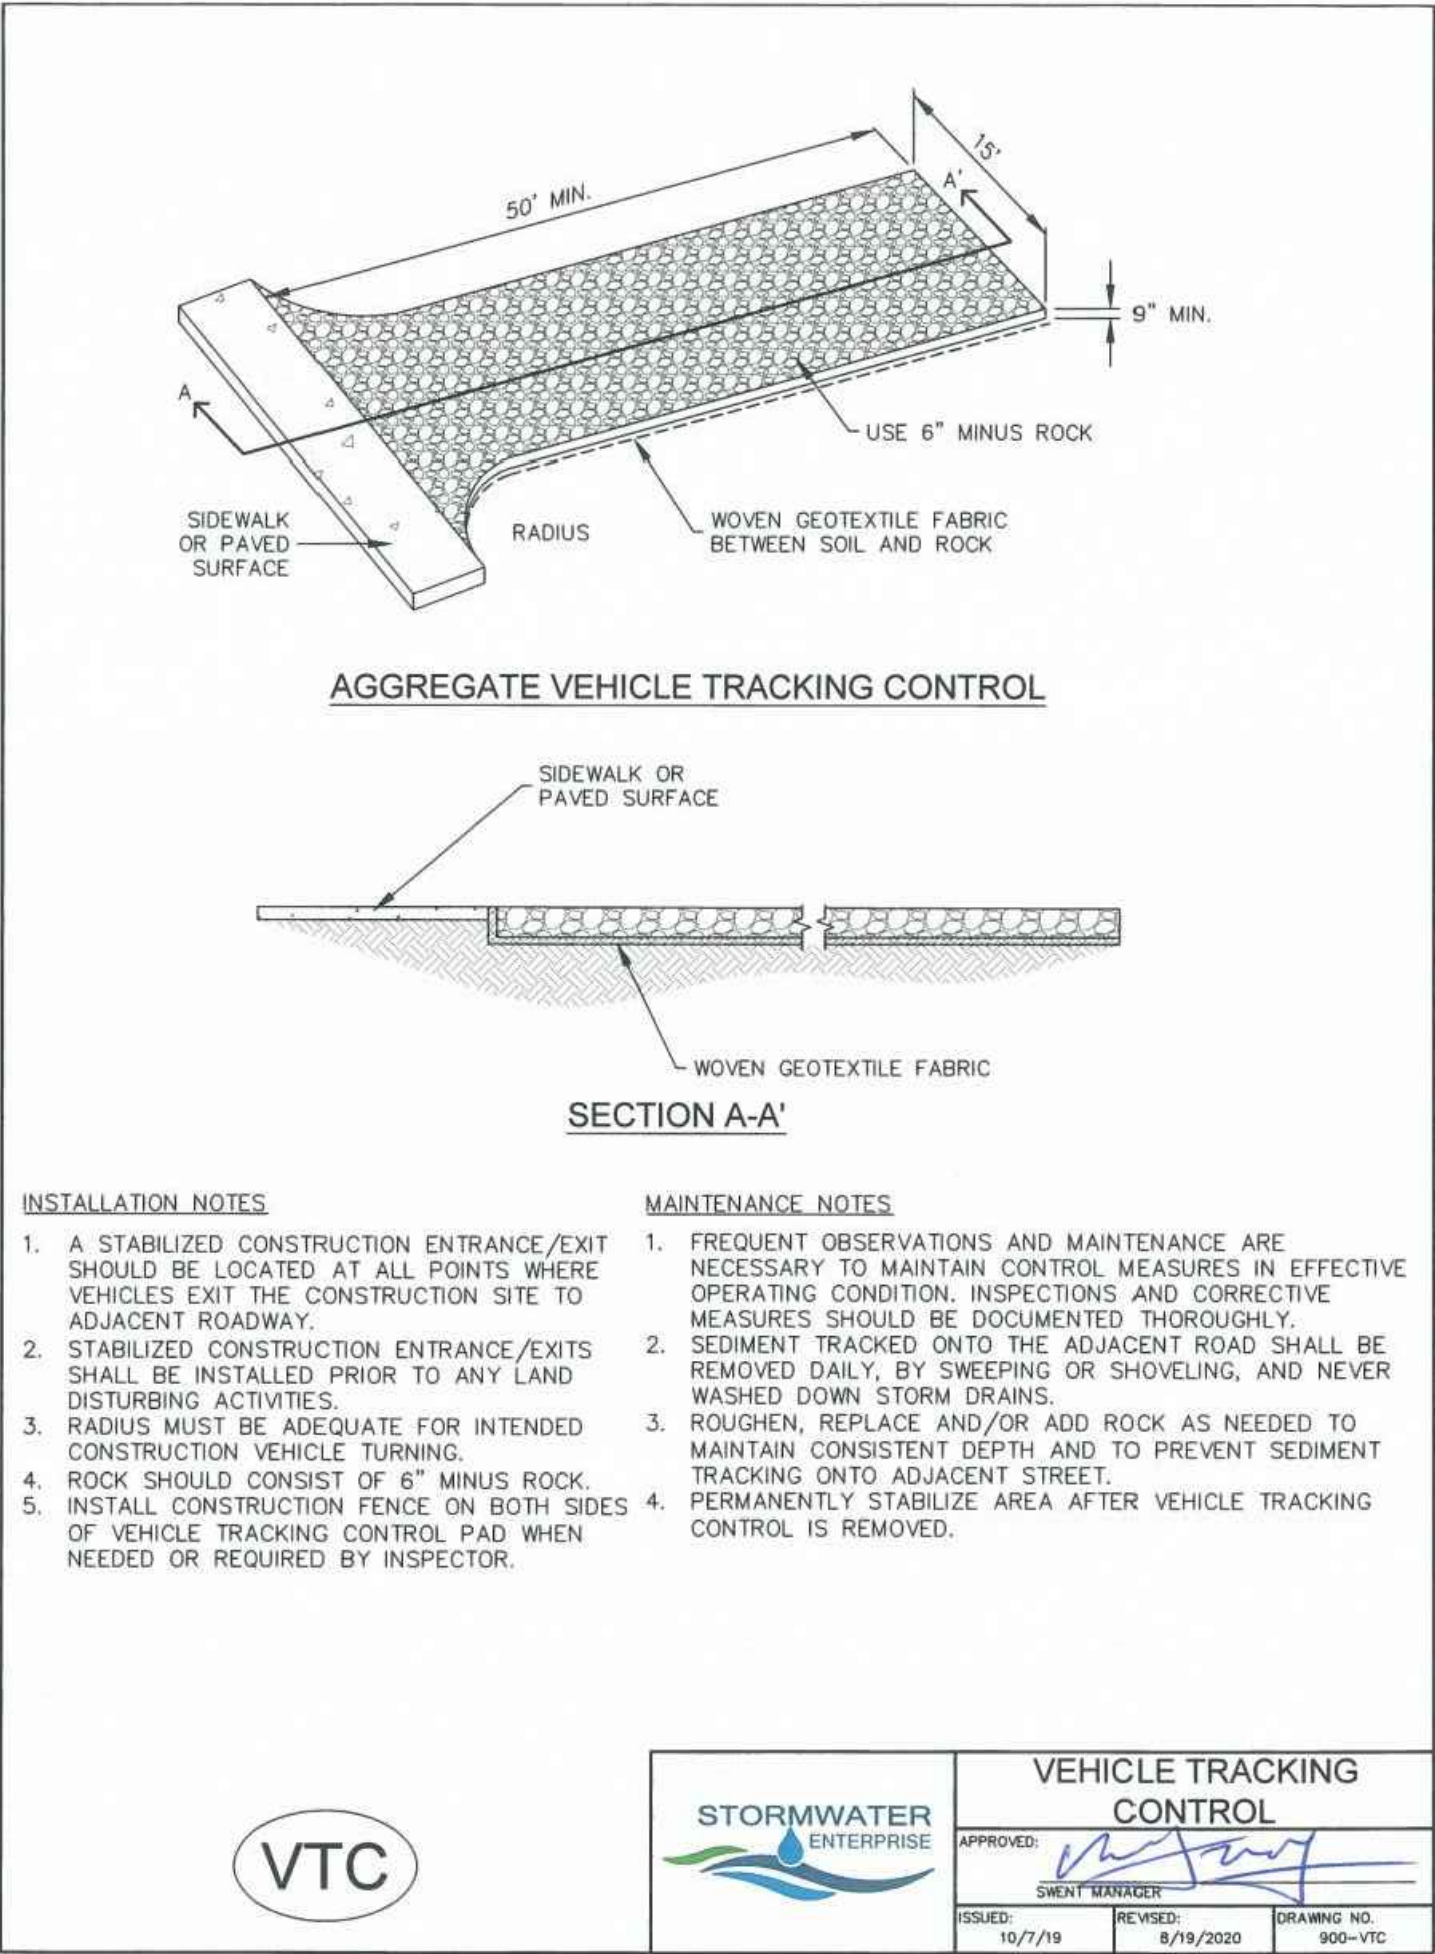 50' MIN.
15'
A'
9" MIN.
A
USE 6" MINUS ROCK
SIDEWALK
OR PAVED
SURFACE
RADIUS
WOVEN GEOTEXTILE FABRIC
BETWEEN SOIL AND ROCK
AGGREGATE VEHICLE TRACKING CONTROL
SIDEWALK OR
PAVED SURFACE
WOVEN GEOTEXTILE FABRIC
SECTION A-A'
INSTALLATION NOTES
1. A STABILIZED CONSTRUCTION ENTRANCE/EXIT
SHOULD BE LOCATED AT ALL POINTS WHERE
VEHICLES EXIT THE CONSTRUCTION SITE TO
ADJACENT ROADWAY.
2. STABILIZED CONSTRUCTION ENTRANCE/EXITS
SHALL BE INSTALLED PRIOR TO ANY LAND
DISTURBING ACTIVITIES.
3. RADIUS MUST BE ADEQUATE FOR INTENDED
CONSTRUCTION VEHICLE TURNING.
4. ROCK SHOULD CONSIST OF 6" MINUS ROCK.
5. INSTALL CONSTRUCTION FENCE ON BOTH SIDES
OF VEHICLE TRACKING CONTROL PAD WHEN
NEEDED OR REQUIRED BY INSPECTOR.
MAINTENANCE NOTES
1. FREQUENT OBSERVATIONS AND MAINTENANCE ARE
NECESSARY TO MAINTAIN CONTROL MEASURES IN EFFECTIVE
OPERATING CONDITION. INSPECTIONS AND CORRECTIVE
MEASURES SHOULD BE DOCUMENTED THOROUGHLY.
2. SEDIMENT TRACKED ONTO THE ADJACENT ROAD SHALL BE
REMOVED DAILY, BY SWEEPING OR SHOVELING, AND NEVER
WASHED DOWN STORM DRAINS.
3. ROUGHEN, REPLACE AND/OR ADD ROCK AS NEEDED TO
MAINTAIN CONSISTENT DEPTH AND TO PREVENT SEDIMENT
TRACKING ONTO ADJACENT STREET.
4. PERMANENTLY STABILIZE AREA AFTER VEHICLE TRACKING
CONTROL IS REMOVED.
VTC
STORMWATER
ENTERPRISE
VEHICLE TRACKING
CONTROL
APPROVED:
SWENT MANAGER
ISSUED:
10/7/19
REVISED:
8/19/2020
DRAWING NO.
900-VTC